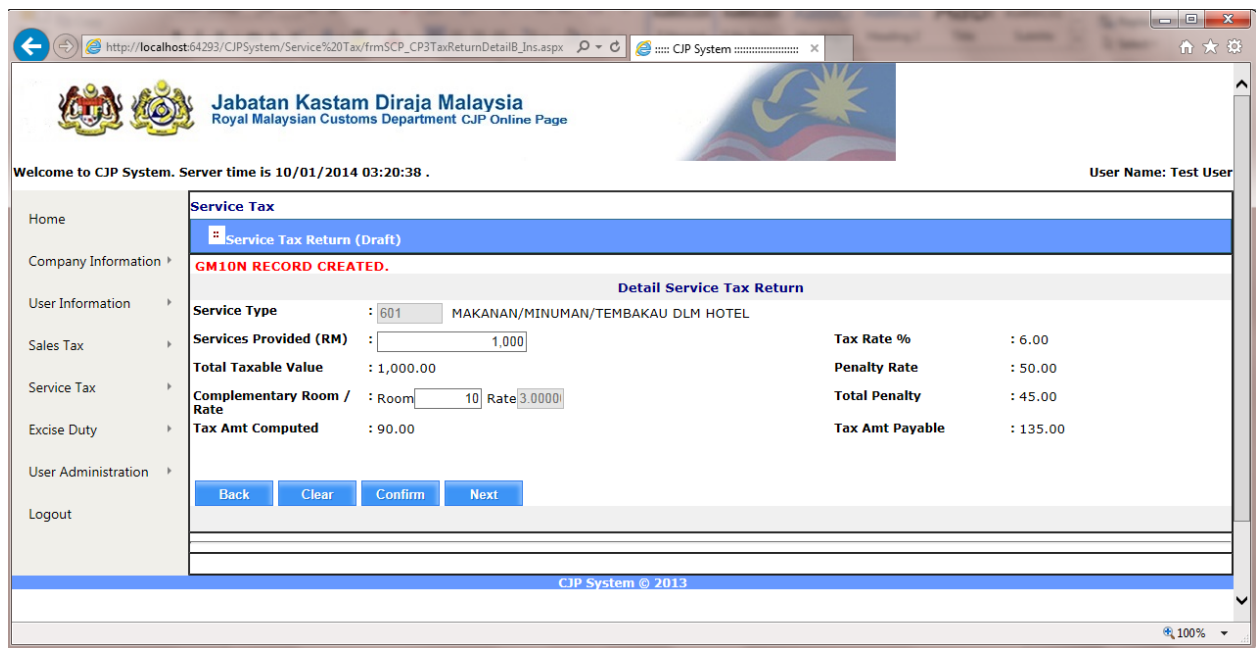 http://localhost:64293/CJPSystem/Service%20Tax/frmSCP_CP3TaxReturnDetailB_Ins.aspx
::::: CJP System ::::::::::::::::::::::
Jabatan Kastam Diraja Malaysia
Royal Malaysian Customs Department CJP Online Page
Welcome to CJP System. Server time is 10/01/2014 03:20:38 . User Name: Test User
Home
Company Information
User Information
Sales Tax
Service Tax
Excise Duty
User Administration
Logout
Service Tax
Service Tax Return (Draft)
GM10N RECORD CREATED.
Detail Service Tax Return
Service Type : 601 MAKANAN/MINUMAN/TEMBAKAU DLM HOTEL
Services Provided (RM) : 1,000 Tax Rate % : 6.00
Total Taxable Value : 1,000.00 Penalty Rate : 50.00
Complementary Room / Rate : Room 10 Rate 3.0000 Total Penalty : 45.00
Tax Amt Computed : 90.00 Tax Amt Payable : 135.00
Back Clear Confirm Next
CJP System © 2013
100%